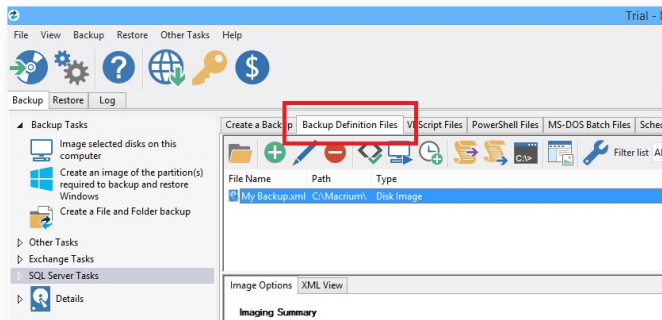 Trial -
File View Backup Restore Other Tasks Help
Backup Restore Log
Backup Tasks
Image selected disks on this
computer
Create an image of the partition(s)
required to backup and restore
Windows
Create a File and Folder backup
Other Tasks
Exchange Tasks
SQL Server Tasks
Details
Create a Backup Backup Definition Files VBScript Files PowerShell Files MS-DOS Batch Files
C:\>
Filter list
File Name Path Type
My Backup.xml C:\Macrium\ Disk Image
Image Options XML View
Imaging Summary